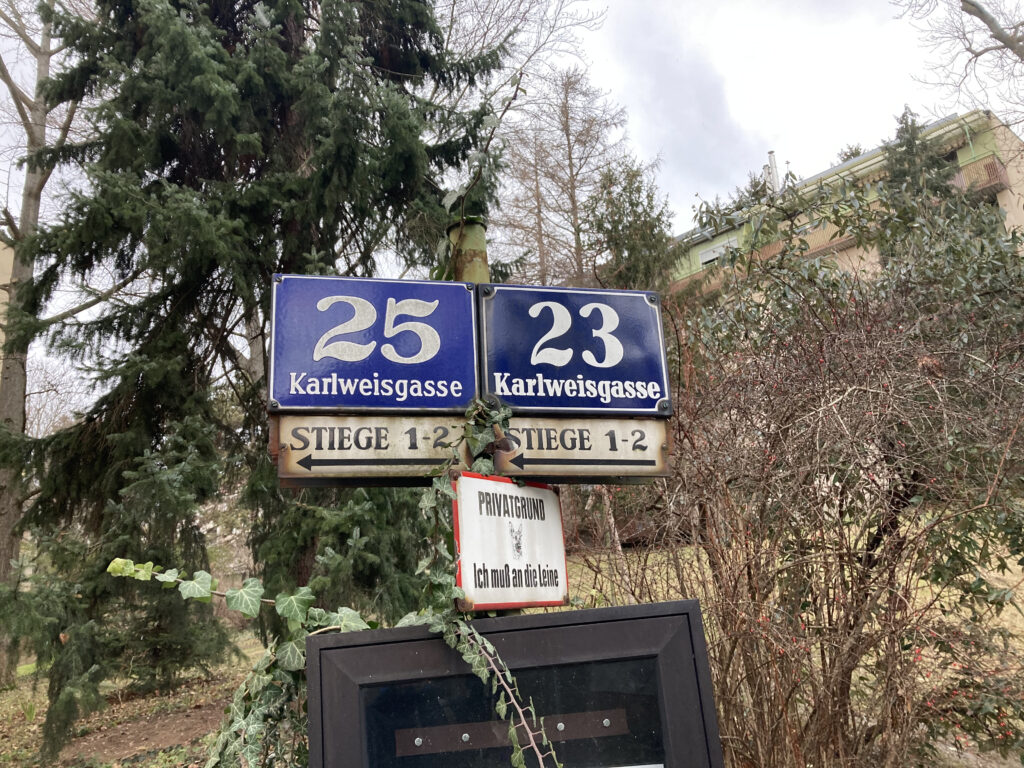 25
Karlweisgasse
23
Karlweisgasse
STIEGE 1-2
STIEGE 1-2
PRIVATGRUND
Ich muß an die Leine